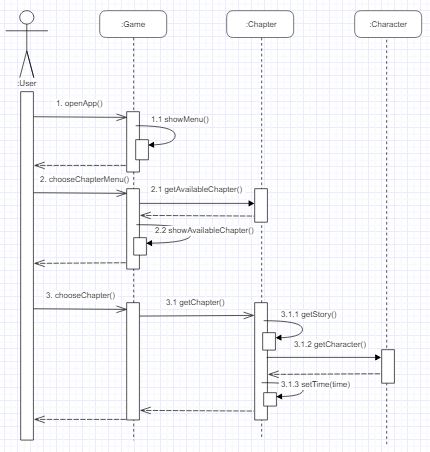 :Game
:Chapter
:Character
:User
1. openApp()
1.1 showMenu()
2. chooseChapterMenu()
2.1 getAvailableChapter()
2.2 showAvailableChapter()
3. chooseChapter()
3.1 getChapter()
3.1.1 getStory()
3.1.2 getCharacter()
3.1.3 setTime(time)